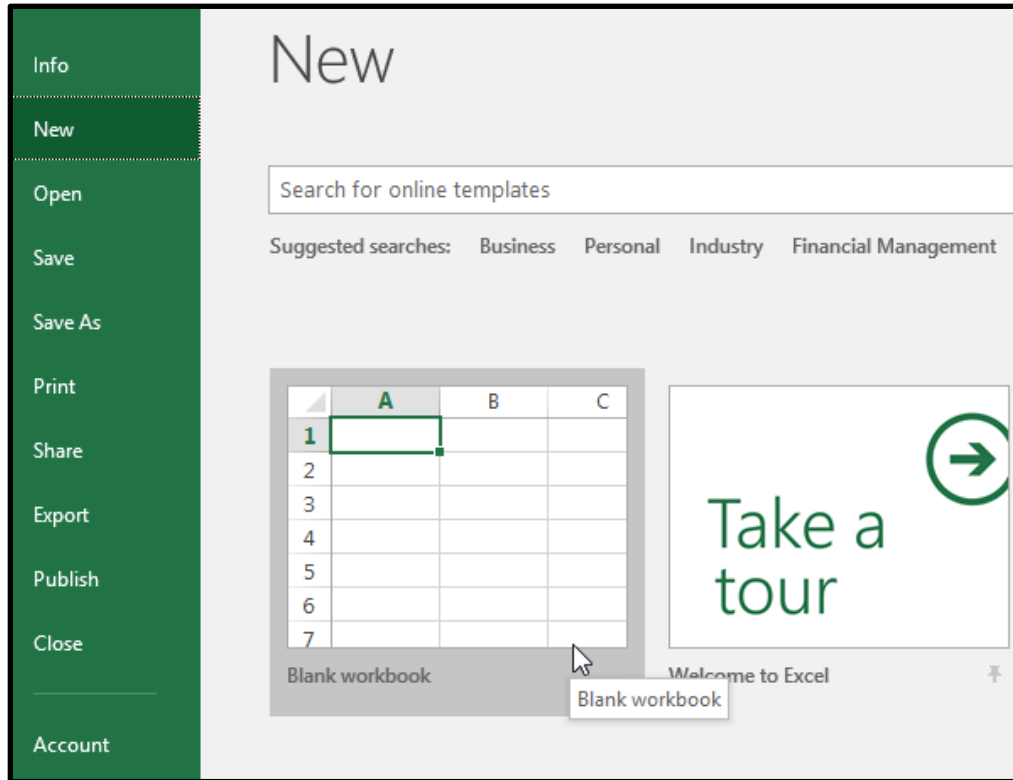 Info
New
Open
Save
Save As
Print
Share
Export
Publish
Close
Account
New
Search for online templates
Suggested searches: Business Personal Industry Financial Management
A B C
1
2
3
4
5
6
7
Blank workbook
Take a
tour
Welcome to Excel
Blank workbook